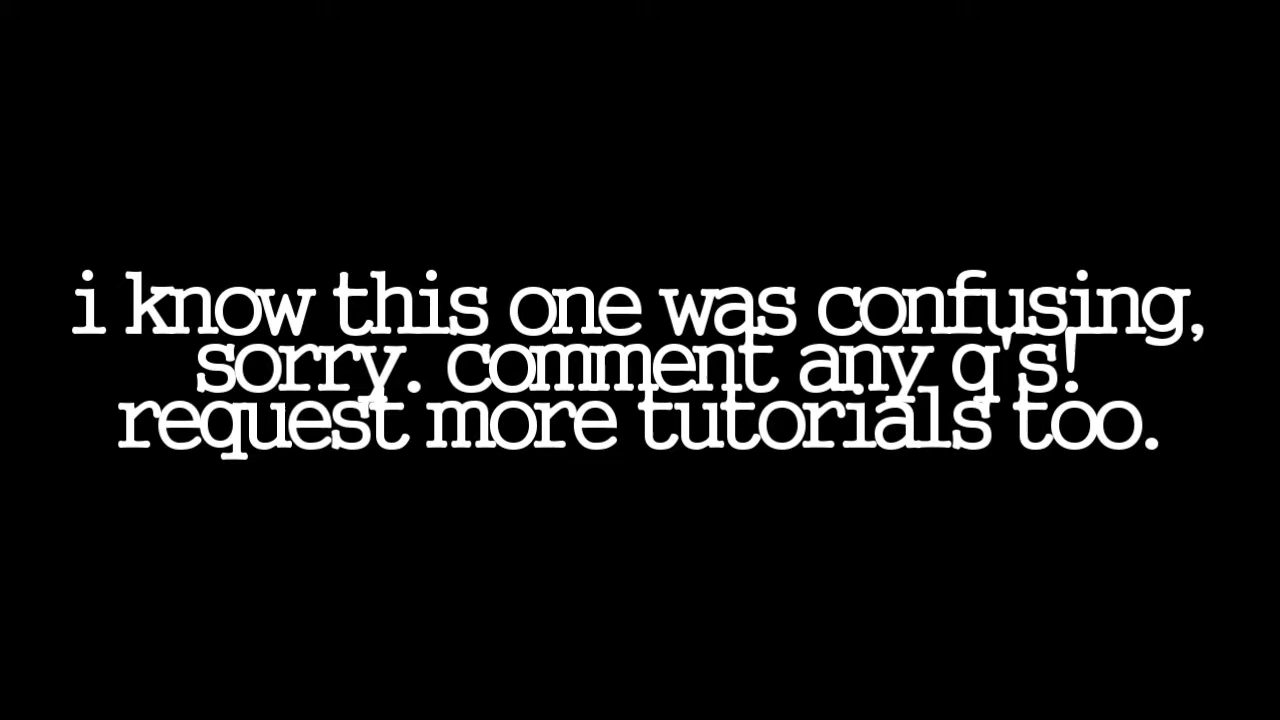 i know this one was confusing,
sorry. comment any q's!
request more tutorials too.